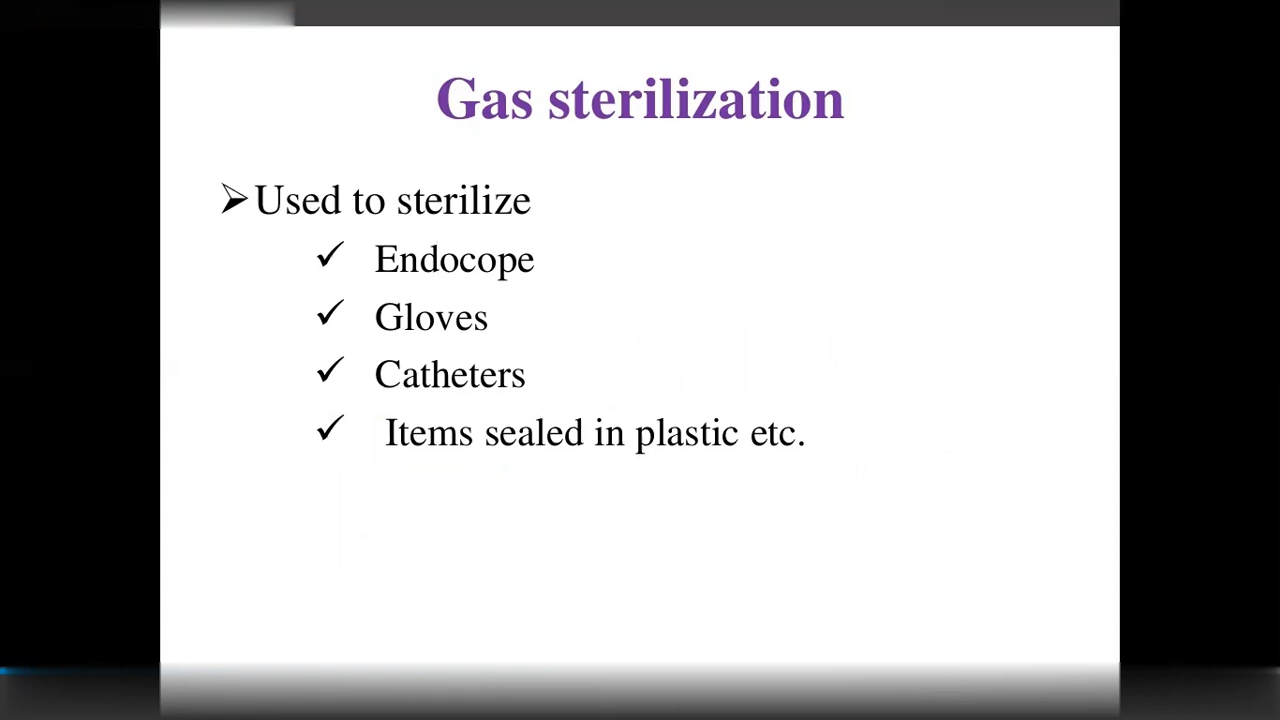 Gas sterilization
➢Used to sterilize
✓ Endocope
✓ Gloves
✓ Catheters
✓ Items sealed in plastic etc.